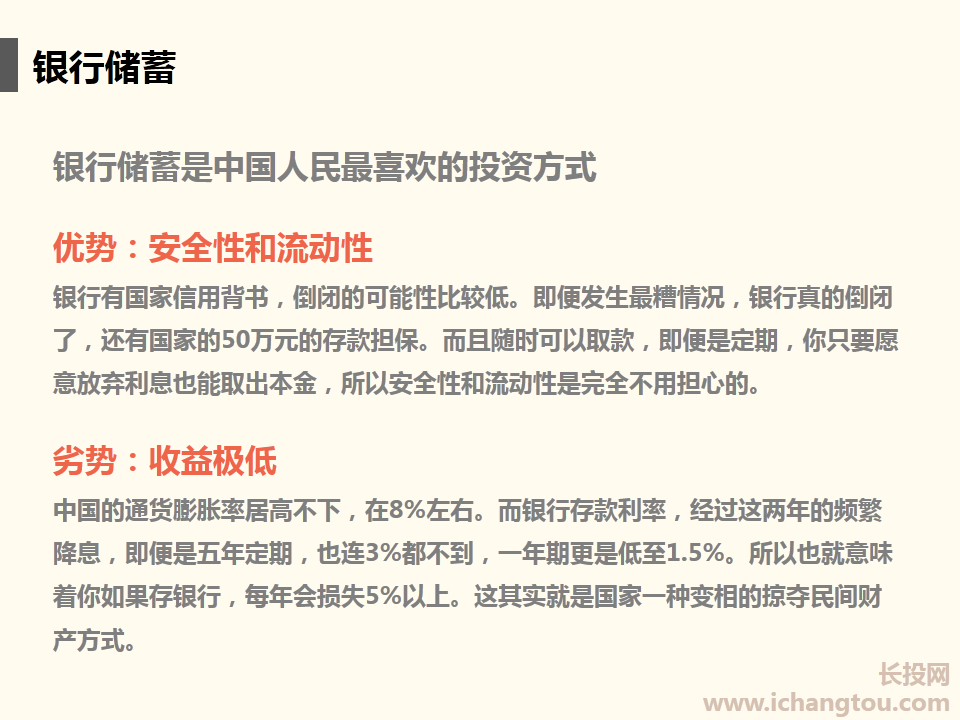 银行储蓄
银行储蓄是中国人民最喜欢的投资方式
优势：安全性和流动性
银行有国家信用背书，倒闭的可能性比较低。即便发生最糟情况，银行真的倒闭
了，还有国家的50万元的存款担保。而且随时可以取款，即便是定期，你只要愿
意放弃利息也能取出本金，所以安全性和流动性是完全不用担心的。
劣势：收益极低
中国的通货膨胀率居高不下，在8%左右。而银行存款利率，经过这两年的频繁
降息，即便是五年定期，也连3%都不到，一年期更是低至1.5%。所以也就意味
着你如果存银行，每年会损失5%以上。这其实就是国家一种变相的掠夺民间财
产方式。
长投网
www.ichangtou.com